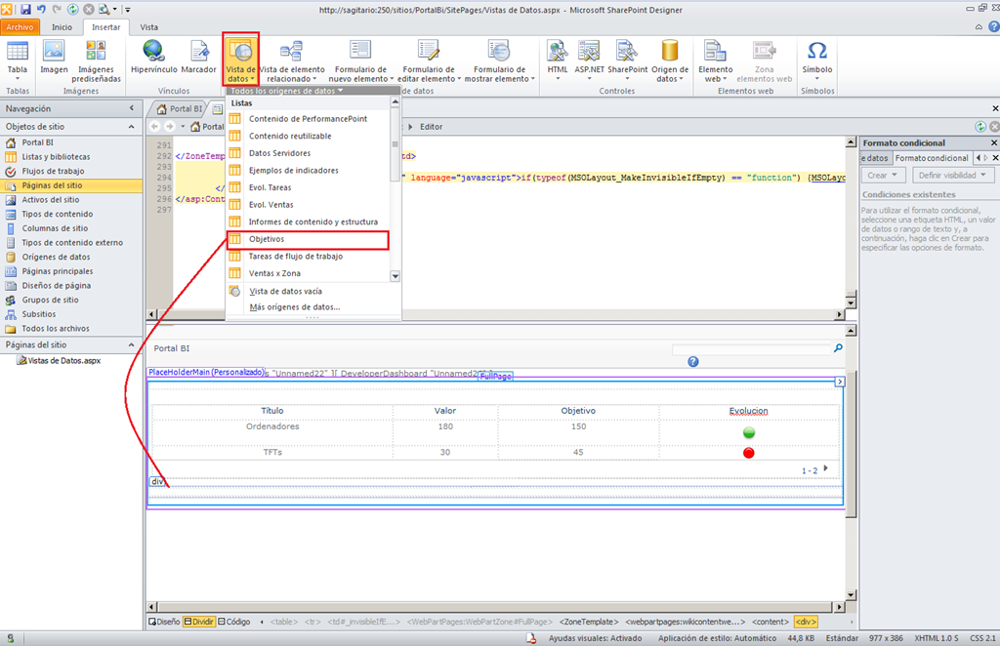 http://sagitario:250/sitios/PortalBi/SitePages/Vistas de Datos.aspx - Microsoft SharePoint Designer
Archivo Inicio Insertar Vista
Tabla
Imagen
Imágenes prediseñadas
Hipervínculo
Marcador
Vista de datos
Vista de elemento relacionado
Formulario de nuevo elemento
Formulario de editar elemento
Formulario de mostrar elemento
HTML
ASP.NET
SharePoint
Origen de datos
Elemento web
Zona elementos web
Símbolo
Tablas Imágenes Vínculos de datos Controles Elementos web Símbolos
Todos los orígenes de datos
Listas
Contenido de PerformancePoint
Contenido reutilizable
Datos Servidores
Ejemplos de indicadores
Evol. Tareas
Evol. Ventas
Informes de contenido y estructura
Objetivos
Tareas de flujo de trabajo
Ventas x Zona
Vista de datos vacía
Más orígenes de datos...
Navegación
Objetos de sitio
Portal BI
Listas y bibliotecas
Flujos de trabajo
Páginas del sitio
Activos del sitio
Tipos de contenido
Columnas de sitio
Tipos de contenido externo
Orígenes de datos
Páginas principales
Diseños de página
Grupos de sitio
Subsitios
Todos los archivos
Páginas del sitio
Vistas de Datos.aspx
Portal BI
Portal
Editor
291
292 </ZoneTemp td>
293
294 " language="javascript">if(typeof(MSOLayout_MakeInvisibleIfEmpty) == "function") {MSOLayo
295 </
296 </asp:Cont
297
Formato condicional
e datos Formato condicional
Crear Definir visibilidad
Condiciones existentes
Para utilizar el formato condicional,
seleccione una etiqueta HTML, un valor
de datos o rango de texto y, a
continuación, haga clic en Crear para
especificar las opciones de formato.
Portal BI
PlaceHolderMain (Personalizado) s "Unnamed22" ][ DeveloperDashboard "Unnamed2 FullPage
Título Valor Objetivo Evolucion
Ordenadores 180 150
TFTs 30 45
1 - 2
div
Diseño Dividir Código <table> <tr> <td#_invisibleIfE...> <WebPartPages:WebPartZone#FullPage> <ZoneTemplate> <webpartpages:wikicontentwe...> <content> <div>
Ayudas visuales: Activado Aplicación de estilo: Automático 44,8 KB Estándar 977 x 386 XHTML 1.0 S CSS 2.1